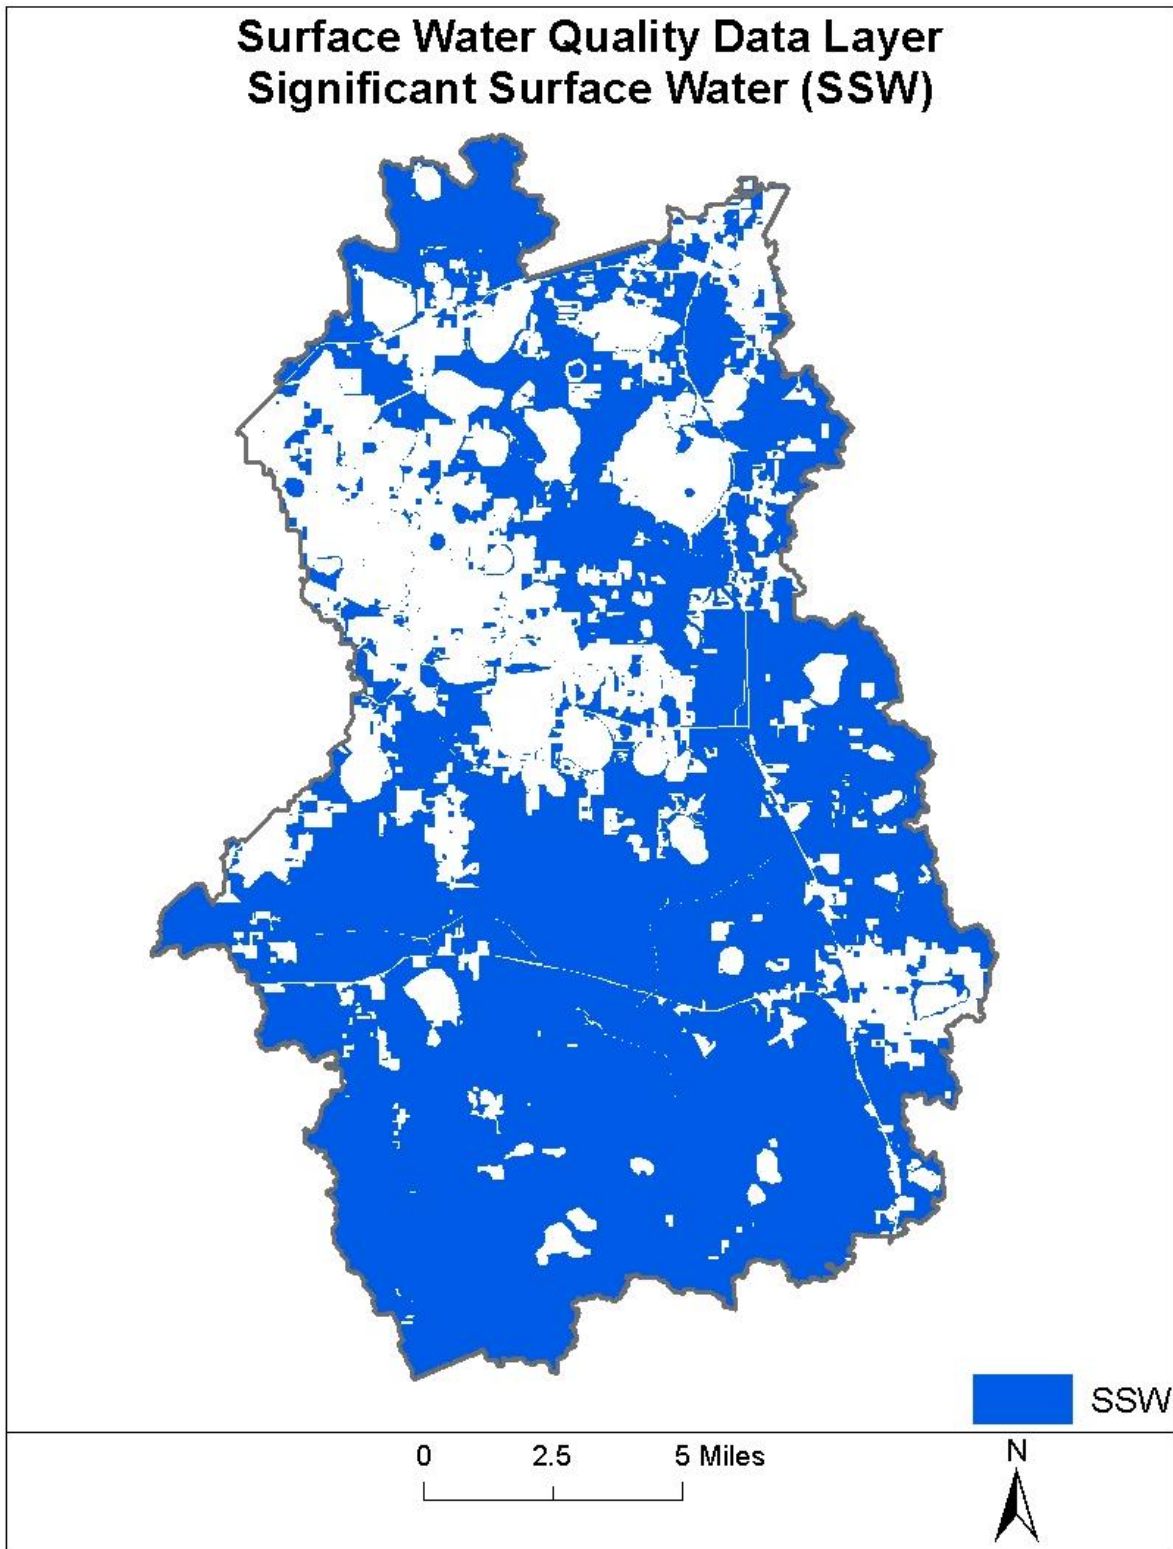 Surface Water Quality Data Layer
Significant Surface Water (SSW)
SSW
0 2.5 5 Miles
N